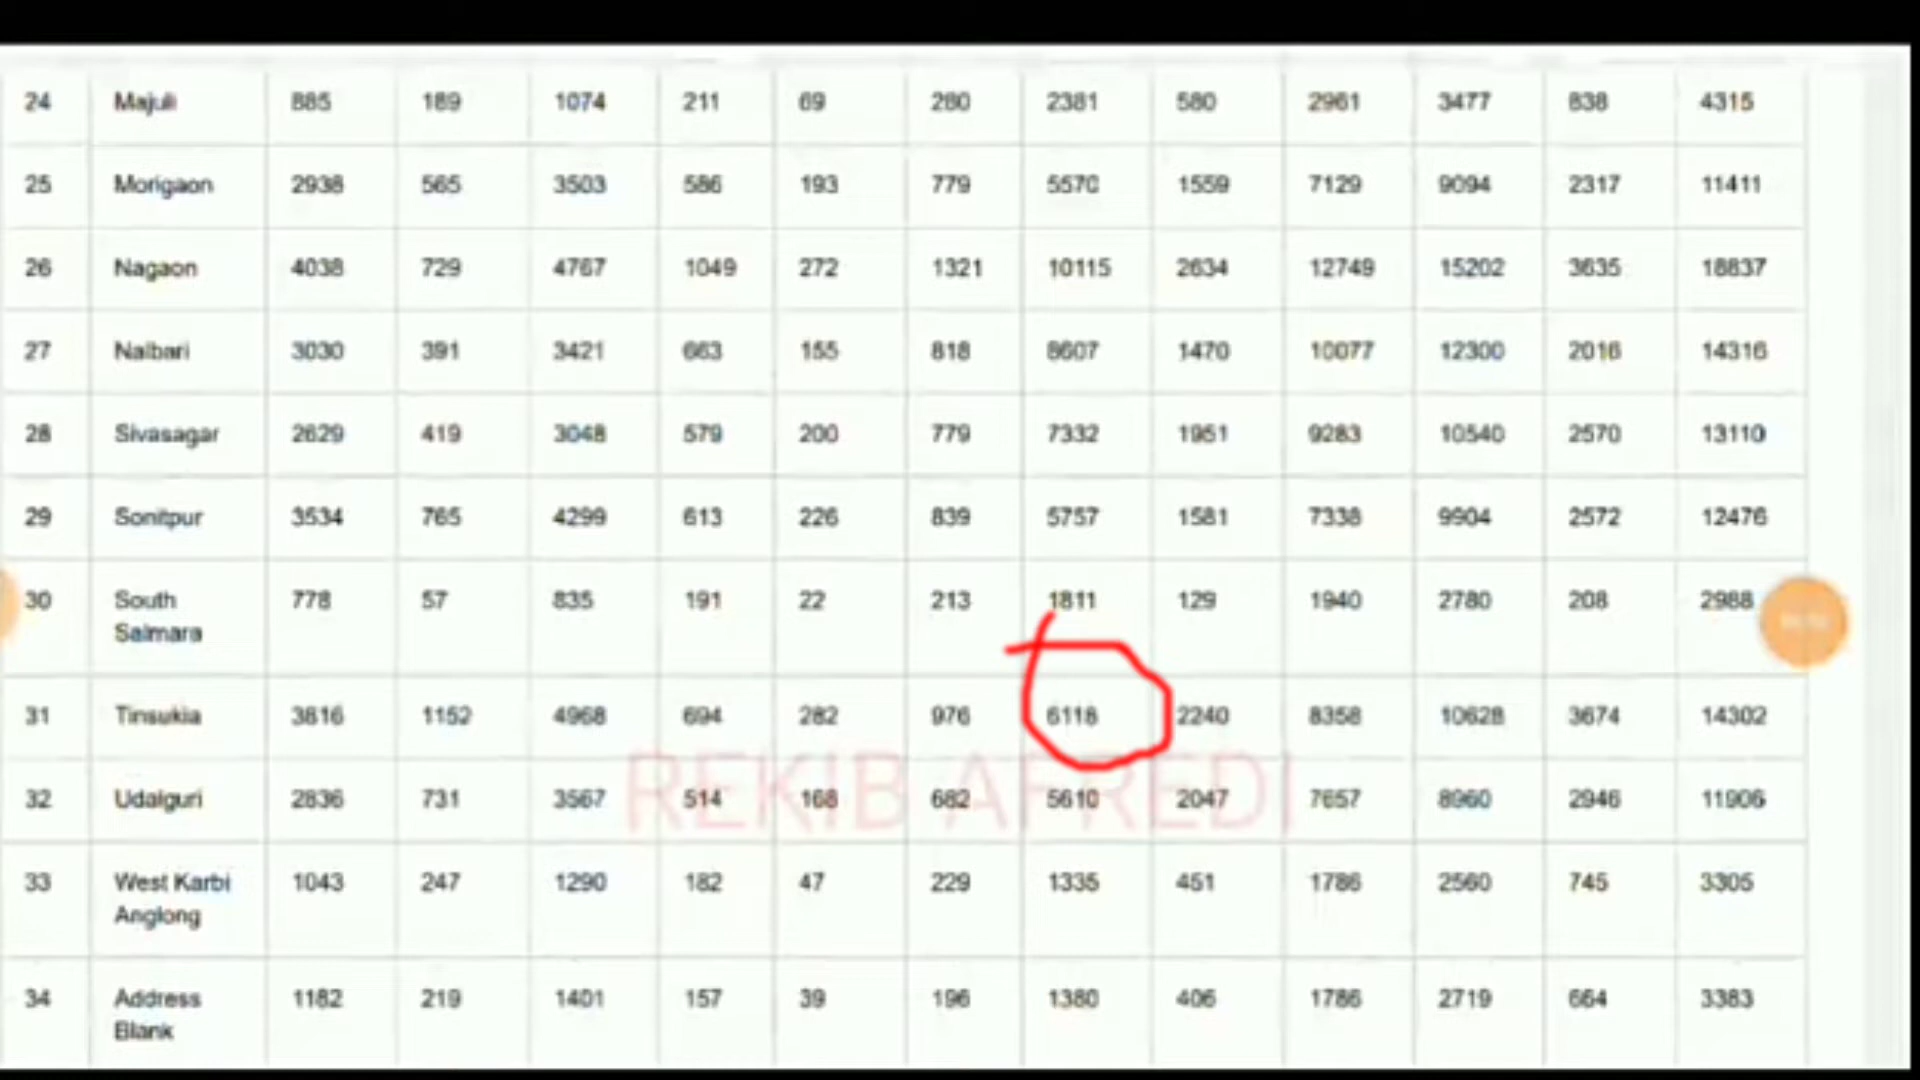 24 Majuli 885 189 1074 211 69 280 2381 580 2961 3477 838 4315
25 Morigaon 2938 565 3503 586 193 779 5570 1559 7129 9094 2317 11411
26 Nagaon 4038 729 4767 1049 272 1321 10115 2634 12749 15202 3635 18837
27 Nalbari 3030 391 3421 663 155 818 8607 1470 10077 12300 2016 14316
28 Sivasagar 2629 419 3048 579 200 779 7332 1951 9283 10540 2570 13110
29 Sonitpur 3534 765 4299 613 226 839 5757 1581 7338 9904 2572 12476
30 South 778 57 835 191 22 213 1811 129 1940 2780 208 2988
Salmara
31 Tinsukia 3816 1152 4968 694 282 976 6118 2240 8358 10628 3674 14302
32 Udalguri 2836 731 3567 514 168 682 5610 2047 7657 8960 2946 11906
REKIB AFREDI
33 West Karbi 1043 247 1290 182 47 229 1335 451 1786 2560 745 3305
Anglong
34 Address 1182 219 1401 157 39 196 1380 406 1786 2719 664 3383
Blank